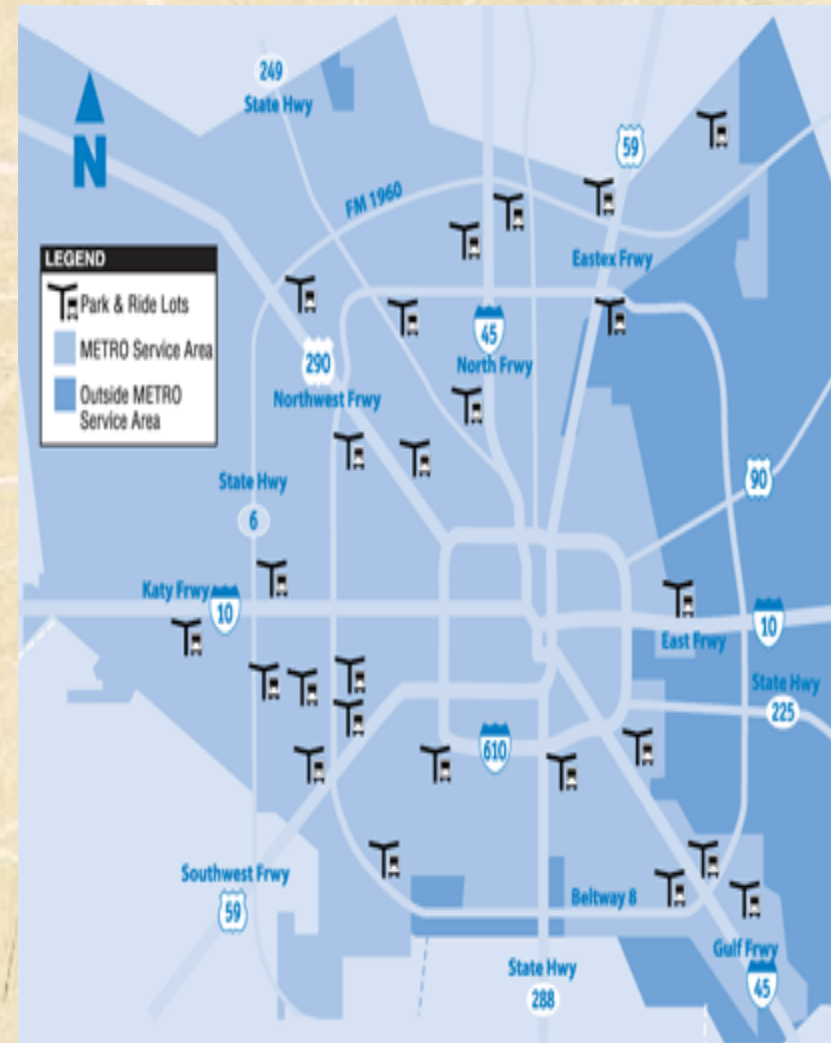 249
State Hwy
59
N
FM 1960
Eastex Frwy
LEGEND
Park & Ride Lots
METRO Service Area
Outside METRO
Service Area
45
North Frwy
290
Northwest Frwy
State Hwy
6
90
Katy Frwy
10
10
East Frwy
State Hwy
225
610
Southwest Frwy
59
Beltway 8
Gulf Frwy
45
State Hwy
288